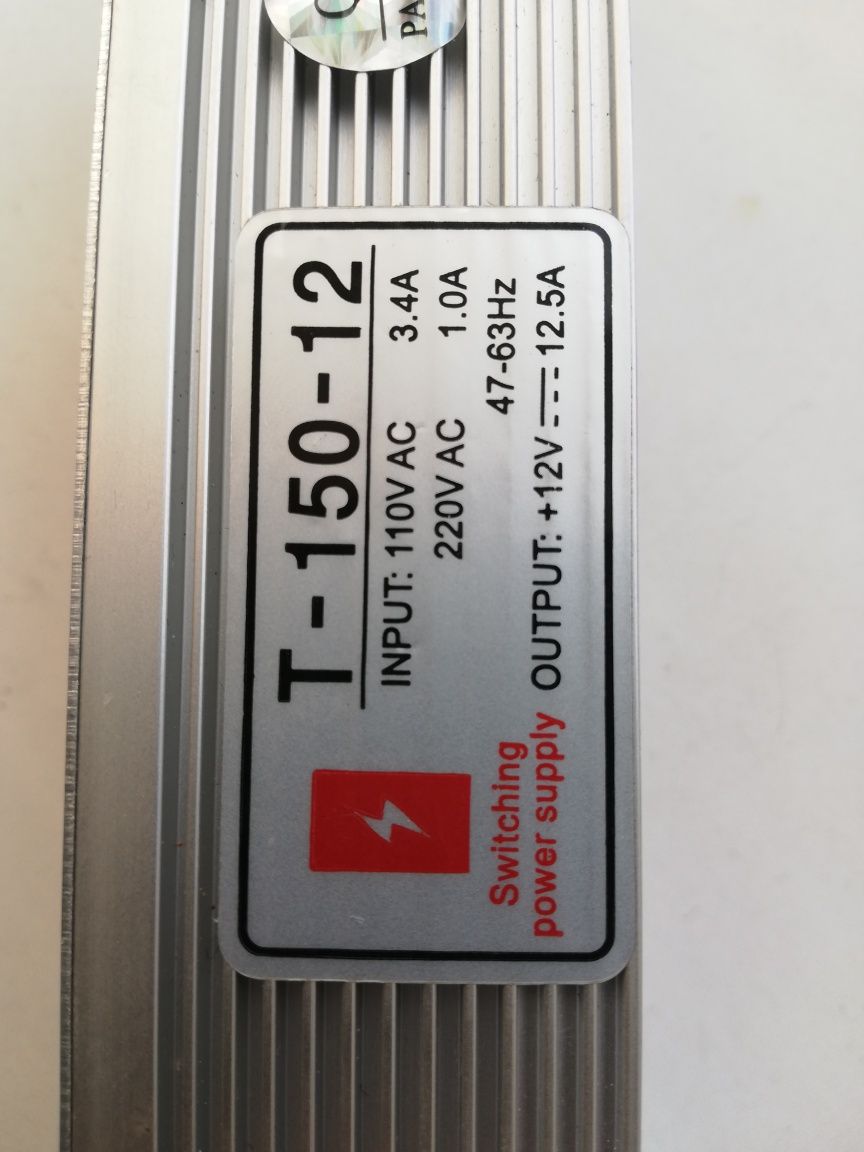 PA
T-150-12
INPUT: 110V AC 3.4A
220V AC 1.0A
47-63Hz
Switching
power supply
OUTPUT: +12V⎓12.5A